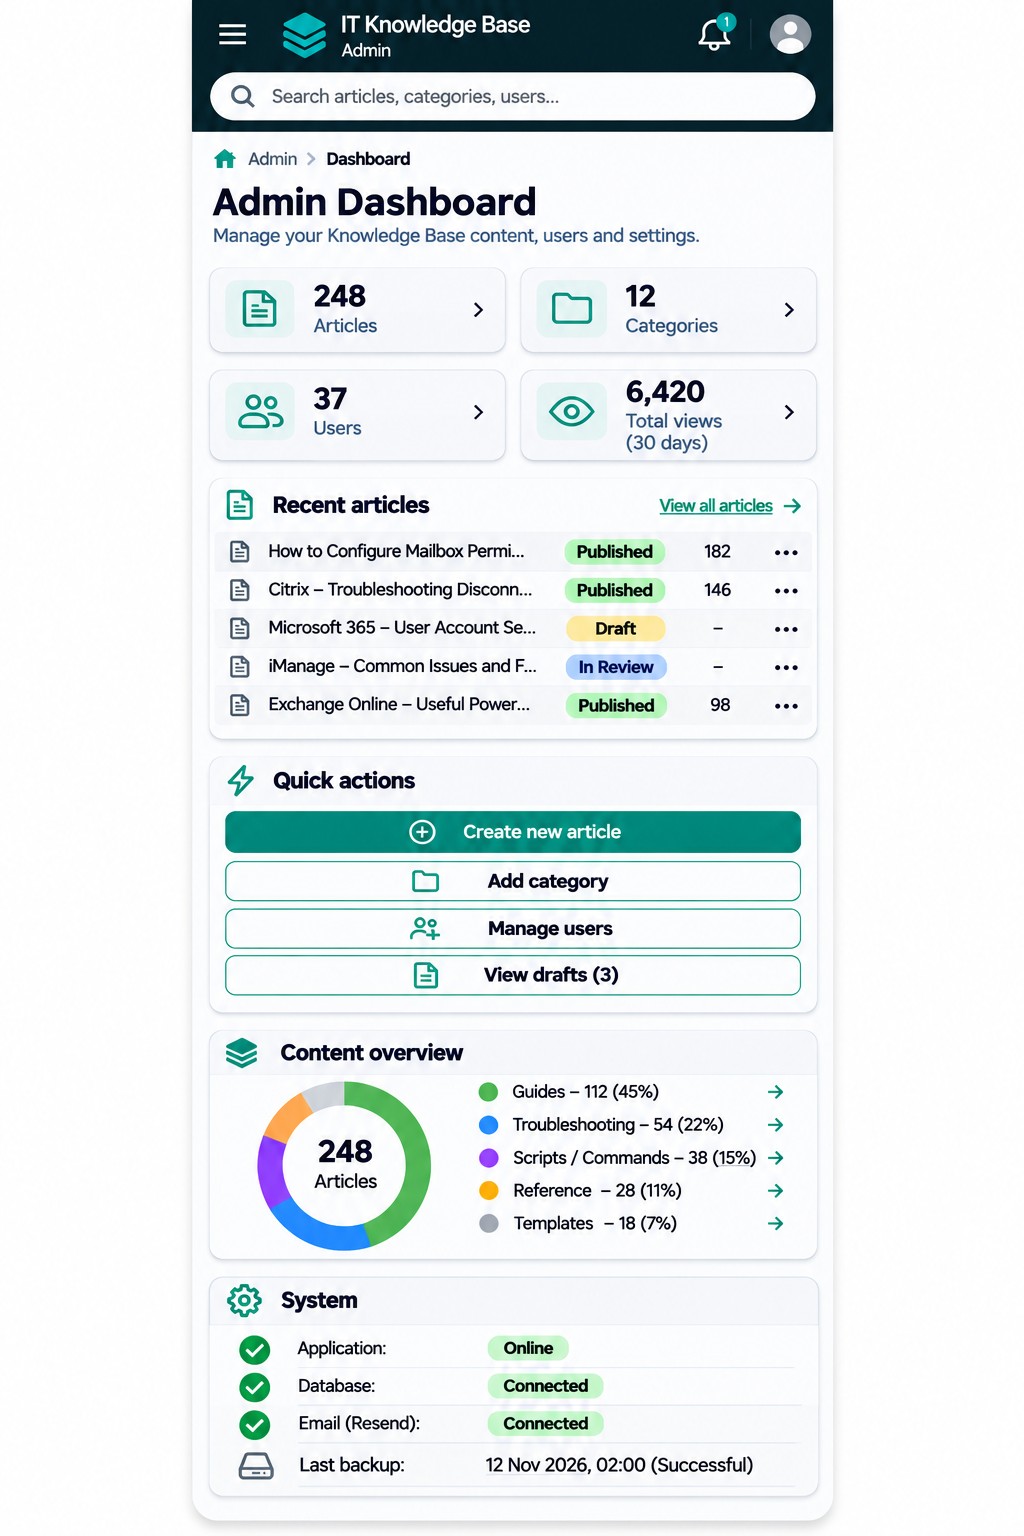 IT Knowledge Base
Admin
1
Search articles, categories, users...
Admin > Dashboard
Admin Dashboard
Manage your Knowledge Base content, users and settings.
248
Articles
12
Categories
37
Users
6,420
Total views
(30 days)
Recent articles
View all articles →
How to Configure Mailbox Permi... Published 182
Citrix – Troubleshooting Disconn... Published 146
Microsoft 365 – User Account Se... Draft –
iManage – Common Issues and F... In Review –
Exchange Online – Useful Power... Published 98
Quick actions
Create new article
Add category
Manage users
View drafts (3)
Content overview
248
Articles
Guides – 112 (45%)
Troubleshooting – 54 (22%)
Scripts / Commands – 38 (15%)
Reference – 28 (11%)
Templates – 18 (7%)
System
Application: Online
Database: Connected
Email (Resend): Connected
Last backup: 12 Nov 2026, 02:00 (Successful)